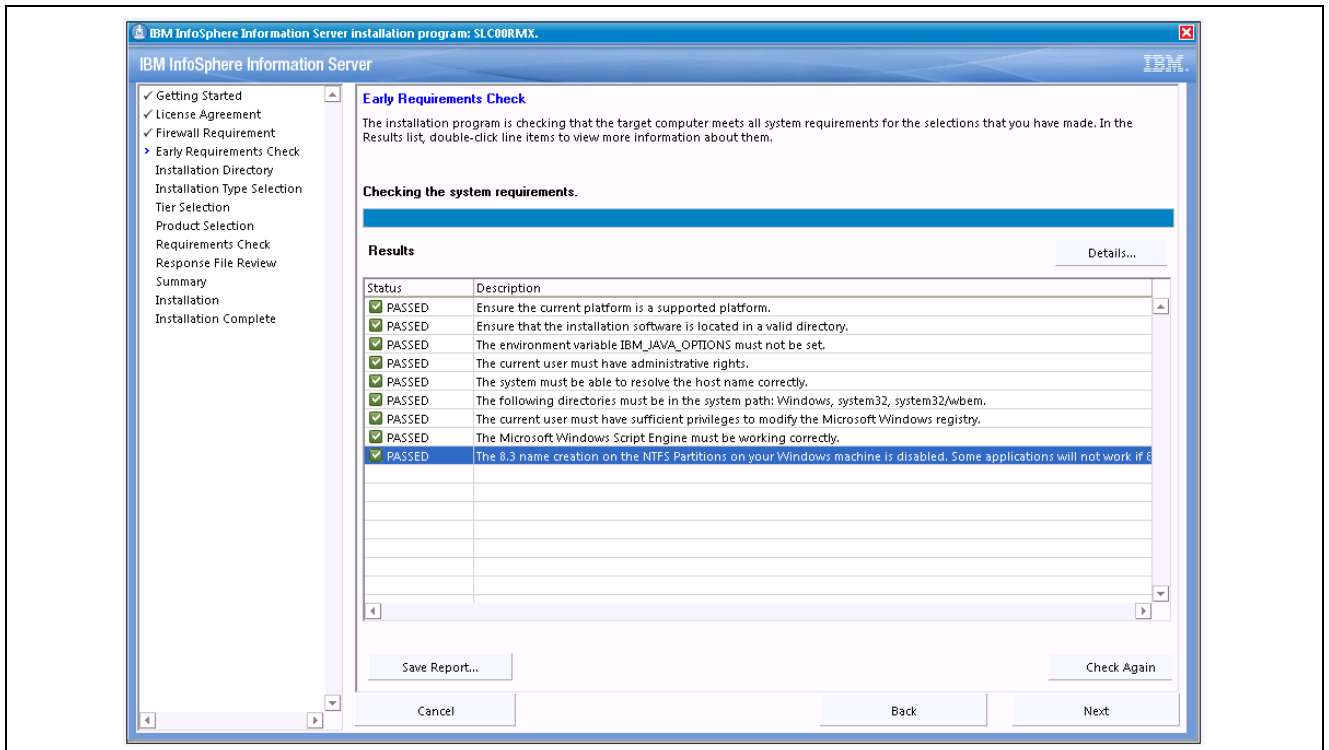 IBM InfoSphere Information Server installation program: SLC00RMX.
IBM InfoSphere Information Server
IBM.
✓ Getting Started
✓ License Agreement
✓ Firewall Requirement
> Early Requirements Check
Installation Directory
Installation Type Selection
Tier Selection
Product Selection
Requirements Check
Response File Review
Summary
Installation
Installation Complete
Early Requirements Check
The installation program is checking that the target computer meets all system requirements for the selections that you have made. In the
Results list, double-click line items to view more information about them.
Checking the system requirements.
Results
Details...
Status Description
PASSED Ensure the current platform is a supported platform.
PASSED Ensure that the installation software is located in a valid directory.
PASSED The environment variable IBM_JAVA_OPTIONS must not be set.
PASSED The current user must have administrative rights.
PASSED The system must be able to resolve the host name correctly.
PASSED The following directories must be in the system path: Windows, system32, system32/wbem.
PASSED The current user must have sufficient privileges to modify the Microsoft Windows registry.
PASSED The Microsoft Windows Script Engine must be working correctly.
PASSED The 8.3 name creation on the NTFS Partitions on your Windows machine is disabled. Some applications will not work if
Save Report...
Check Again
Cancel
Back
Next